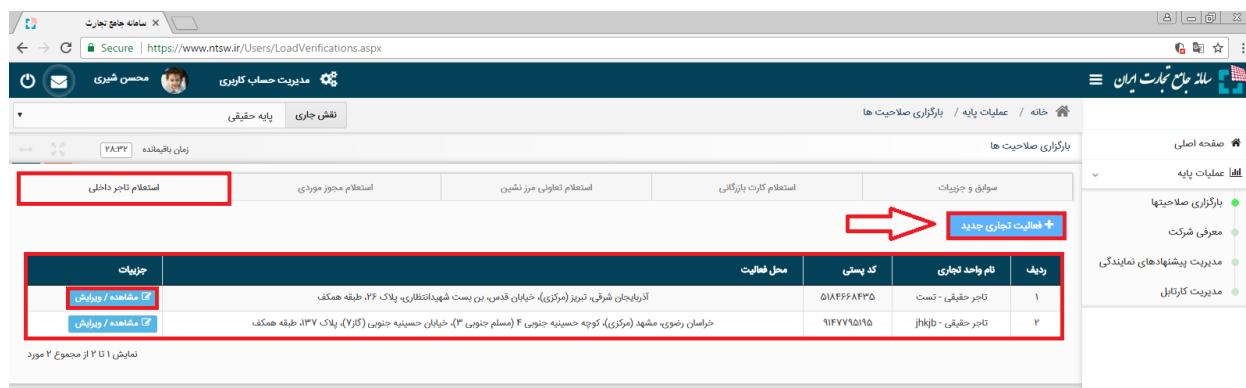 سامانه جامع تجارت
Secure | https://www.ntsw.ir/Users/LoadVerifications.aspx
سامانه جامع تجارت ایران
مدیریت حساب کاربری
محسن شیری
خانه / عملیات پایه / بارگزاری صلاحیت ها
نقش جاری
پایه حقیقی
بارگزاری صلاحیت ها
زمان باقیمانده ۲۸:۳۲
صفحه اصلی
عملیات پایه
بارگزاری صلاحیتها
معرفی شرکت
مدیریت پیشنهادهای نمایندگی
مدیریت کارتابل
سوابق و جزییات
استعلام کارت بازرگانی
استعلام تعاونی مرز نشین
استعلام مجوز موردی
استعلام تاجر داخلی
+ فعالیت تجاری جدید
ردیف نام واحد تجاری کد پستی محل فعالیت جزییات
۱ تاجر حقیقی - تست ۵۱۸۴۶۶۸۴۳۵ آذربایجان شرقی، تبریز (مرکزی)، خیابان قدس، بن بست شهیدانتظاری، پلاک ۲۶، طبقه همکف مشاهده / ویرایش
۲ تاجر حقیقی - jhkjb ۹۱۴۷۷۹۵۱۹۵ خراسان رضوی، مشهد (مرکزی)، کوچه حسینیه جنوبی ۴ (مسلم جنوبی ۳)، خیابان حسینیه جنوبی (گاز۷)، پلاک ۱۳۷، طبقه همکف مشاهده / ویرایش
نمایش ۱ تا ۲ از مجموع ۲ مورد